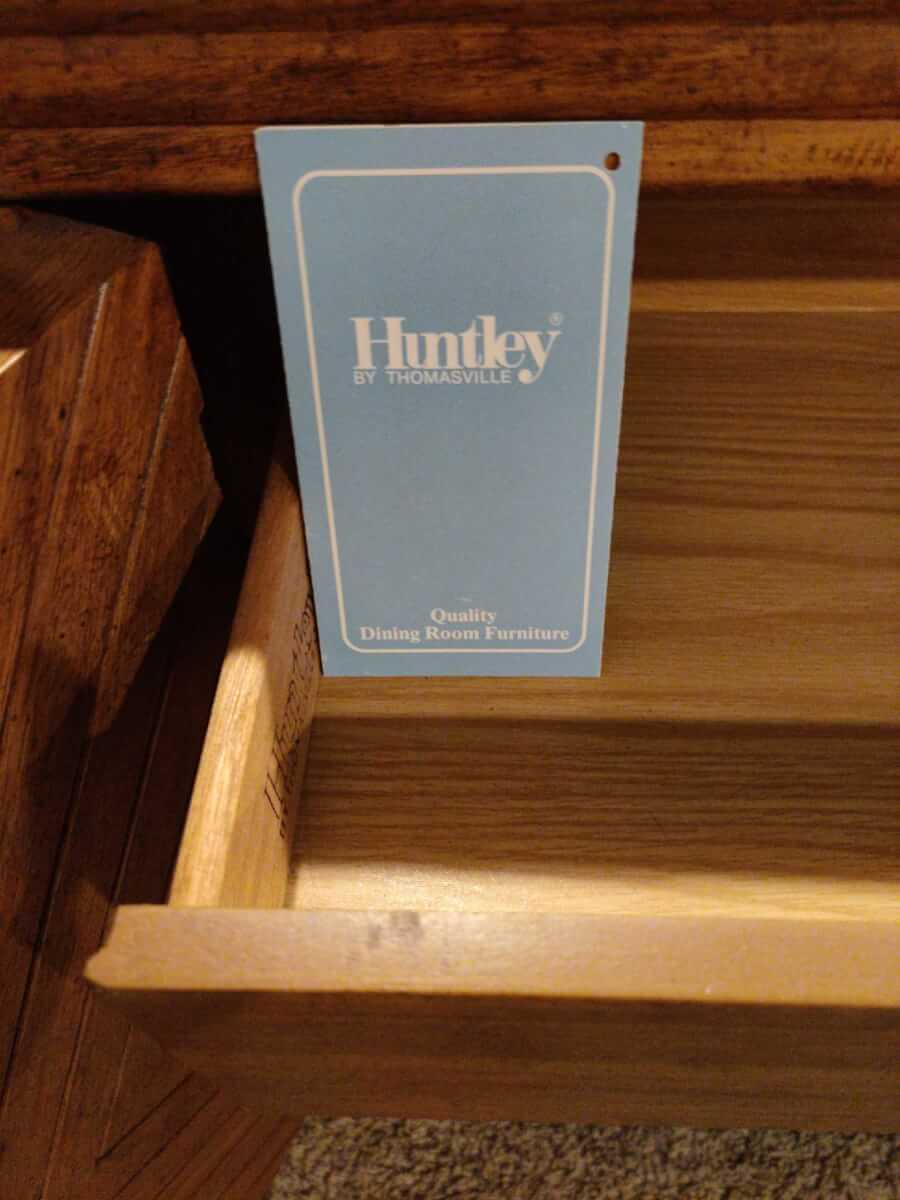 Huntley®
BY THOMASVILLE
Quality
Dining Room Furniture